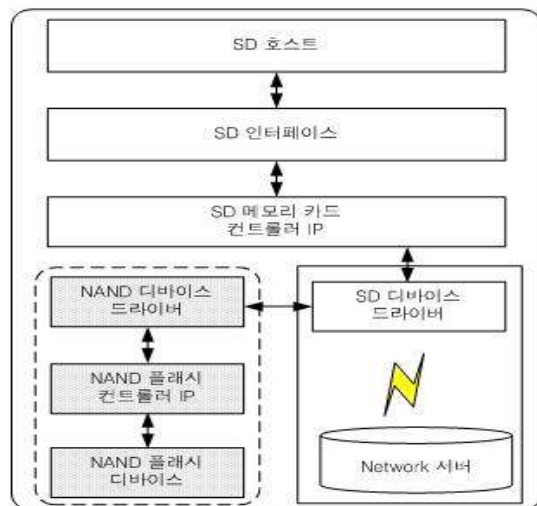 SD 호스트
SD 인터페이스
SD 메모리 카드
컨트롤러 IP
NAND 디바이스
드라이버
SD 디바이스
드라이버
NAND 플래시
컨트롤러 IP
NAND 플래시
디바이스
Network 서버